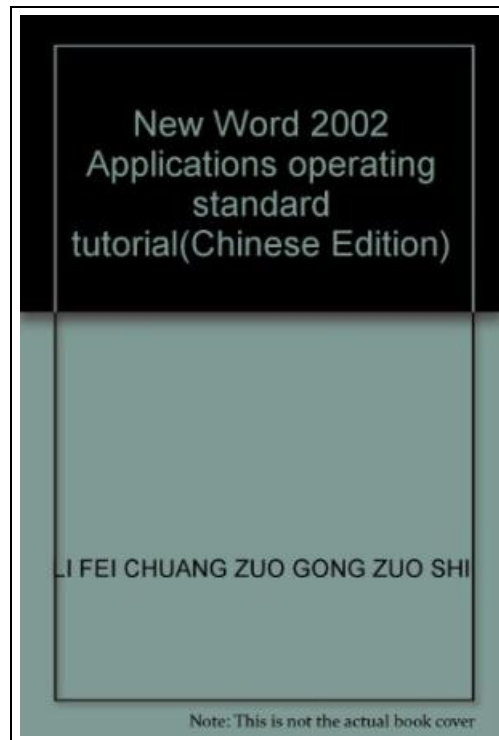 New Word 2002
Applications operating
standard
tutorial(Chinese Edition)
LI FEI CHUANG ZUO GONG ZUO SHI
Note: This is not the actual book cover